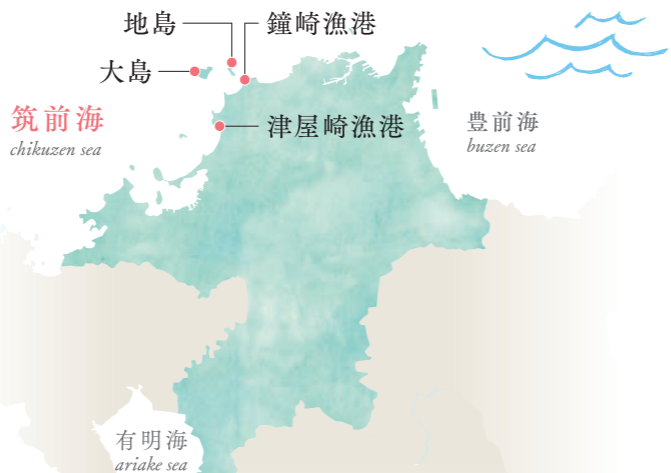 地島
鐘崎漁港
大島
筑前海
chikuzen sea
津屋崎漁港
豊前海
buzen sea
有明海
ariake sea